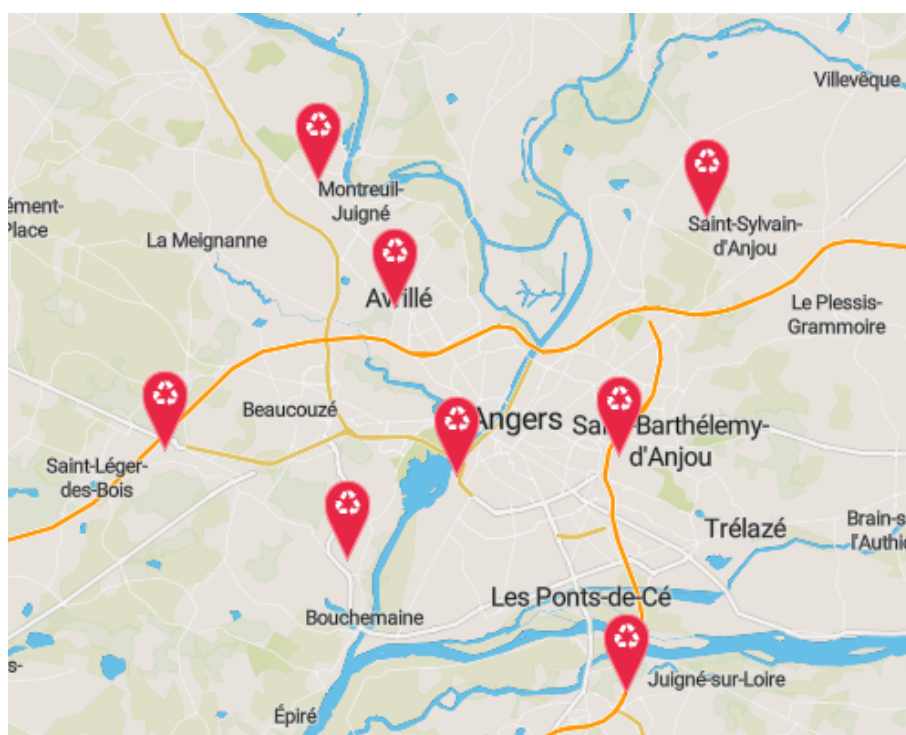 Villevêque
Montreuil-
Juigné
ément-
Place
La Meignanne
Saint-Sylvain-
d'Anjou
Avrillé
Le Plessis-
Grammoire
Beaucouzé
Angers
Saint-Barthélemy-
d'Anjou
Saint-Léger-
des-Bois
Trélazé
Brain-s
l'Authio
Les Ponts-de-Cé
Bouchemaine
s-
Juigné-sur-Loire
Épiré